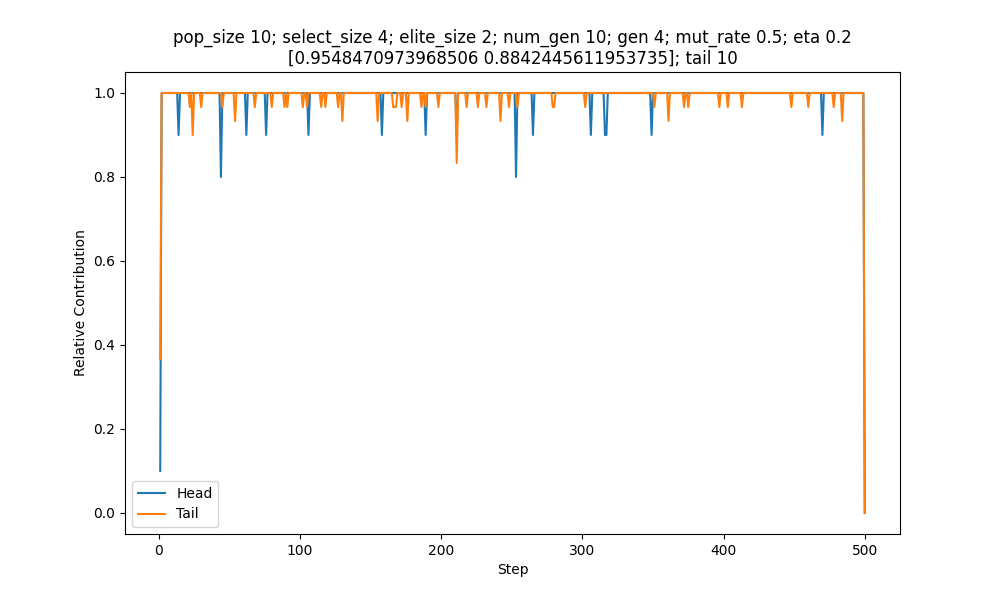 pop_size 10; select_size 4; elite_size 2; num_gen 10; gen 4; mut_rate 0.5; eta 0.2
[0.9548470973968506 0.8842445611953735]; tail 10
1.0
0.8
0.6
0.4
0.2
0.0
Relative Contribution
Head
Tail
0 100 200 300 400 500
Step